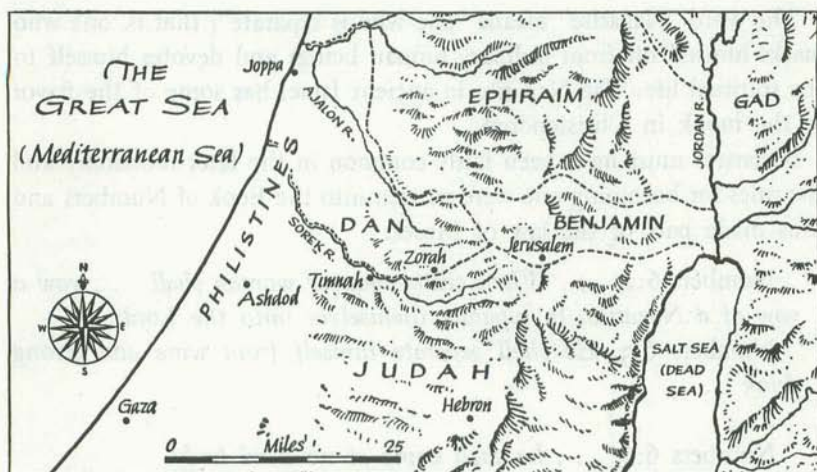 THE
GREAT SEA
(Mediterranean Sea)
Joppa
AIJALON R.
EPHRAIM
GAD
JORDAN R.
PHILISTINES
DAN
BENJAMIN
SOREK R.
Zorah
Jerusalem
Timnah
Ashdod
N
W
E
S
SALT SEA
(DEAD
SEA)
JUDAH
Gaza
Hebron
0 Miles 25